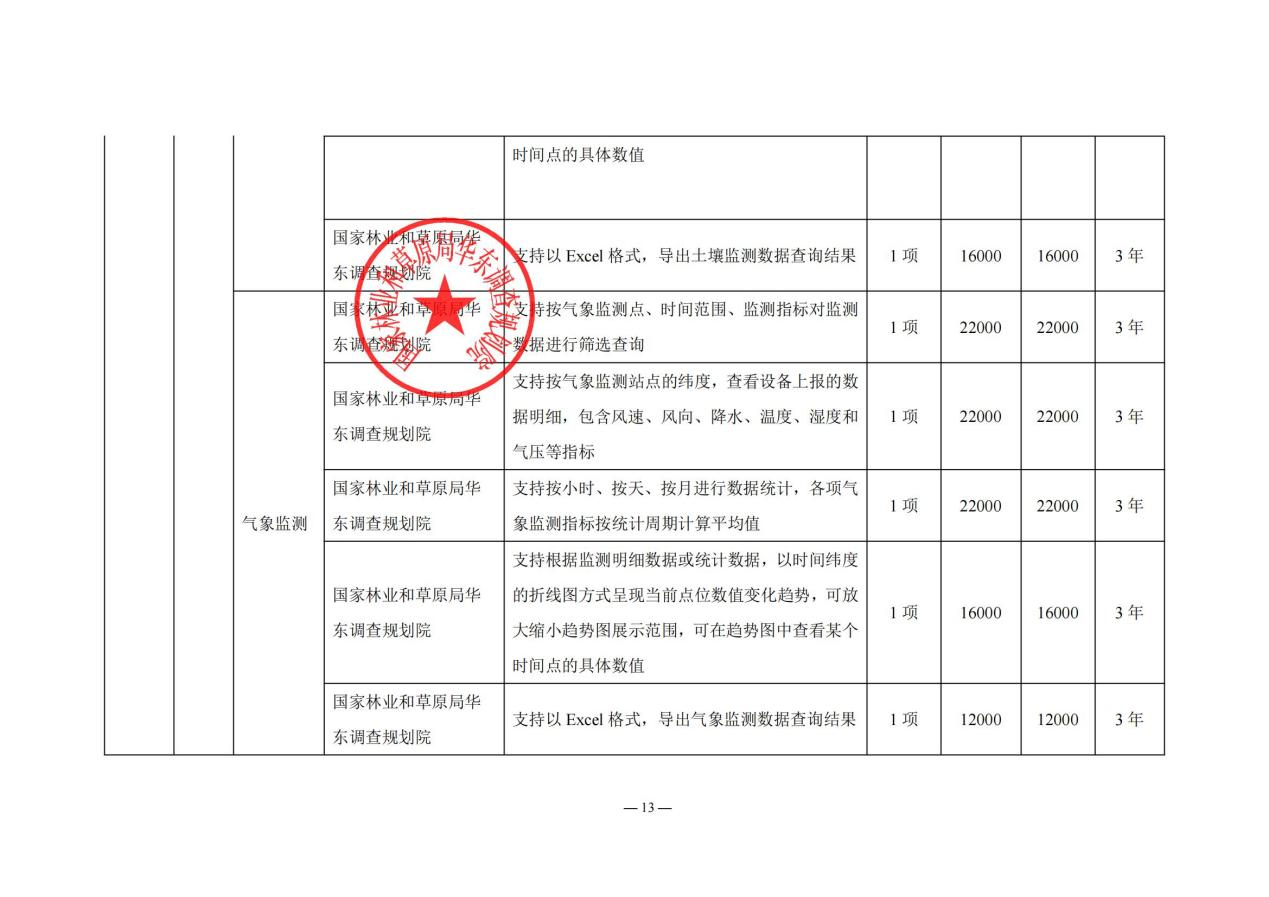 时间点的具体数值
国家林业和草原局华
东调查规划院
支持以 Excel 格式，导出土壤监测数据查询结果
1 项
16000
16000
3 年
气象监测
国家林业和草原局华
东调查规划院
支持按气象监测点、时间范围、监测指标对监测
数据进行筛选查询
1 项
22000
22000
3 年
国家林业和草原局华
东调查规划院
支持按气象监测站点的纬度，查看设备上报的数
据明细，包含风速、风向、降水、温度、湿度和
气压等指标
1 项
22000
22000
3 年
国家林业和草原局华
东调查规划院
支持按小时、按天、按月进行数据统计，各项气
象监测指标按统计周期计算平均值
1 项
22000
22000
3 年
国家林业和草原局华
东调查规划院
支持根据监测明细数据或统计数据，以时间纬度
的折线图方式呈现当前点位数值变化趋势，可放
大缩小趋势图展示范围，可在趋势图中查看某个
时间点的具体数值
1 项
16000
16000
3 年
国家林业和草原局华
东调查规划院
支持以 Excel 格式，导出气象监测数据查询结果
1 项
12000
12000
3 年
国家林业和草原局华东调查规划院
— 13 —